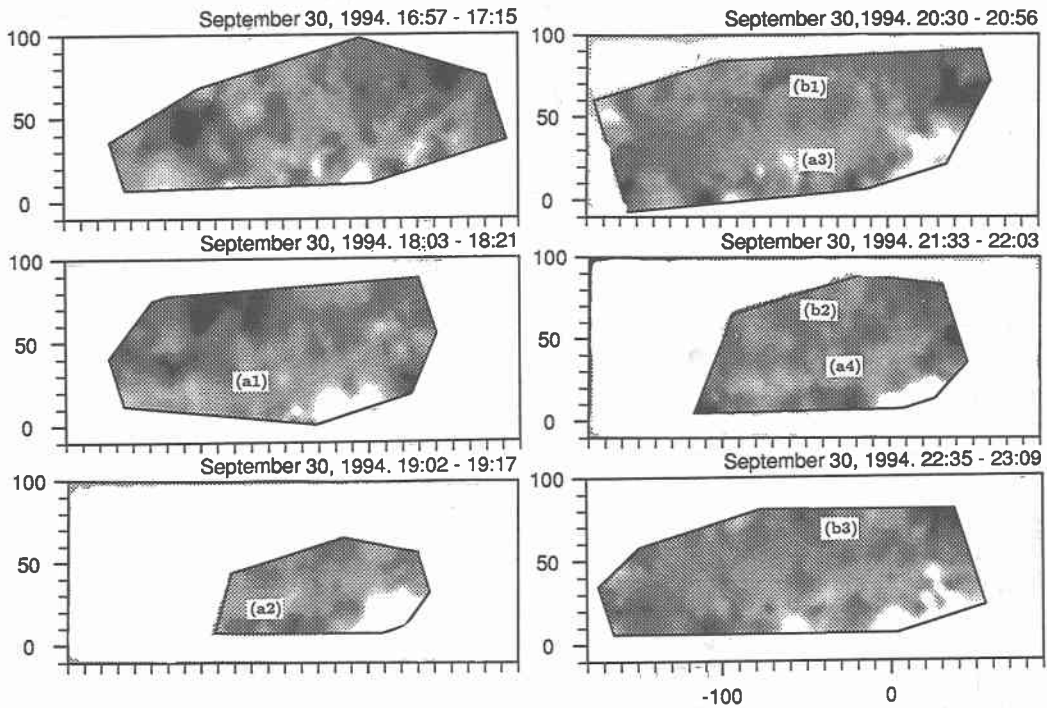 September 30, 1994. 16:57 - 17:15
100
50
0
September 30, 1994. 18:03 - 18:21
100
50
0
(a1)
September 30, 1994. 19:02 - 19:17
100
50
0
(a2)
September 30,1994. 20:30 - 20:56
100
50
0
(b1)
(a3)
September 30, 1994. 21:33 - 22:03
100
50
0
(b2)
(a4)
September 30, 1994. 22:35 - 23:09
100
50
0
(b3)
-100
0